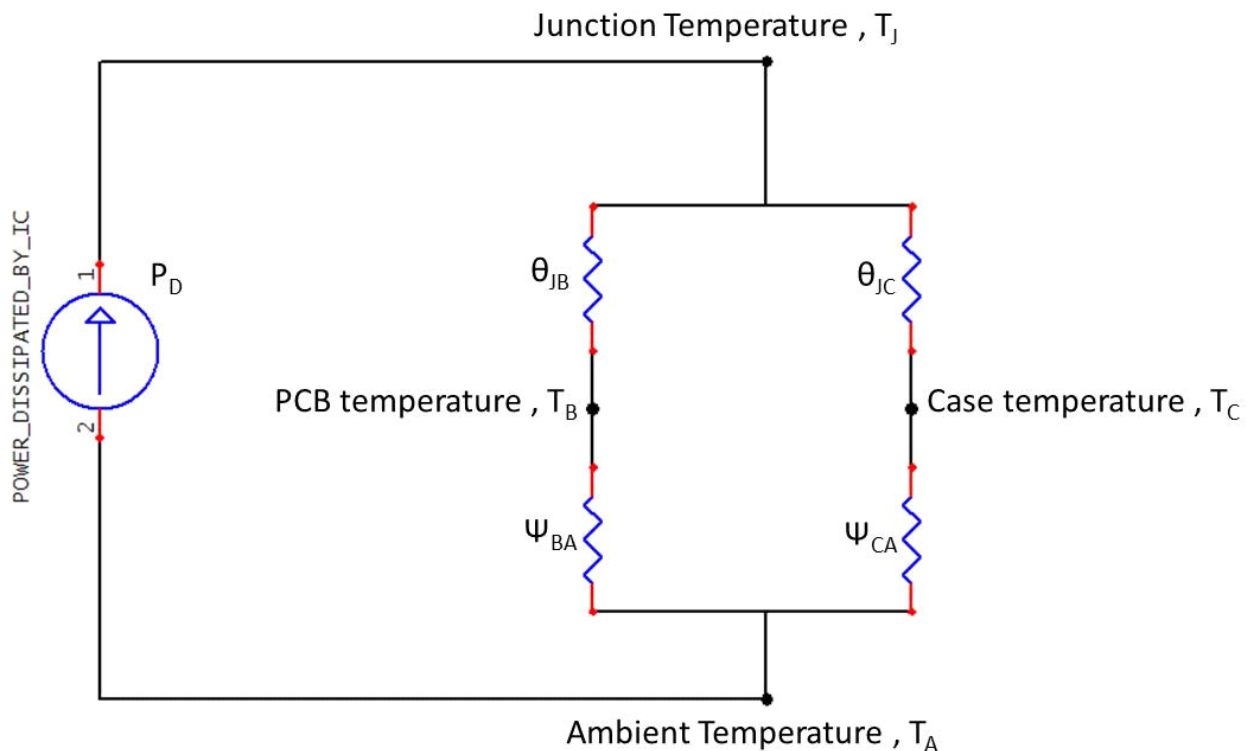 Junction Temperature , TJ
POWER_DISSIPATED_BY_IC
1
PD
2
θJB
θJC
PCB temperature , TB
Case temperature , TC
ΨBA
ΨCA
Ambient Temperature , TA